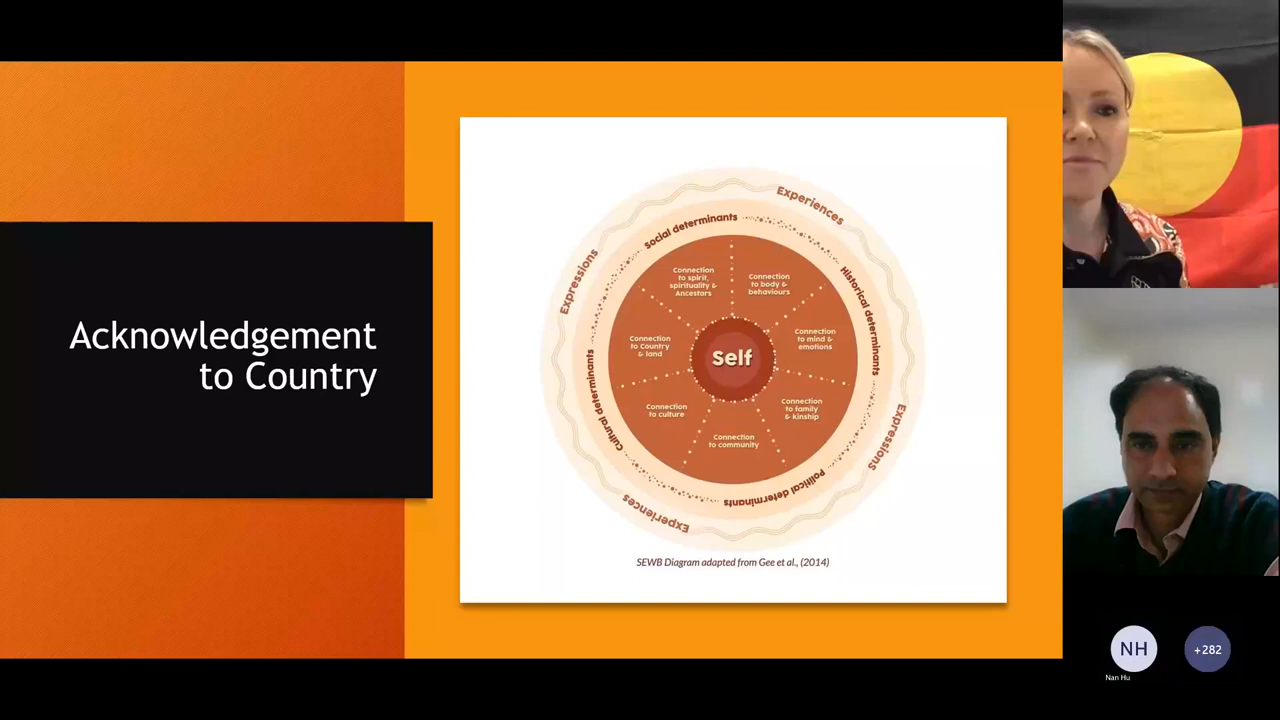 Acknowledgement
to Country
Experiences
Expressions
Social determinants
Historical determinants
Connection
to spirit,
spirituality &
Ancestors
Connection
to body &
behaviours
Connection
to Country
& land
Self
Connection
to mind &
emotions
Connection
to culture
Connection
to family
& kinship
Connection
to community
Cultural determinants
Political determinants
Expressions
Experiences
SEWB Diagram adapted from Gee et al., (2014)
NH
+282
Nan Hu